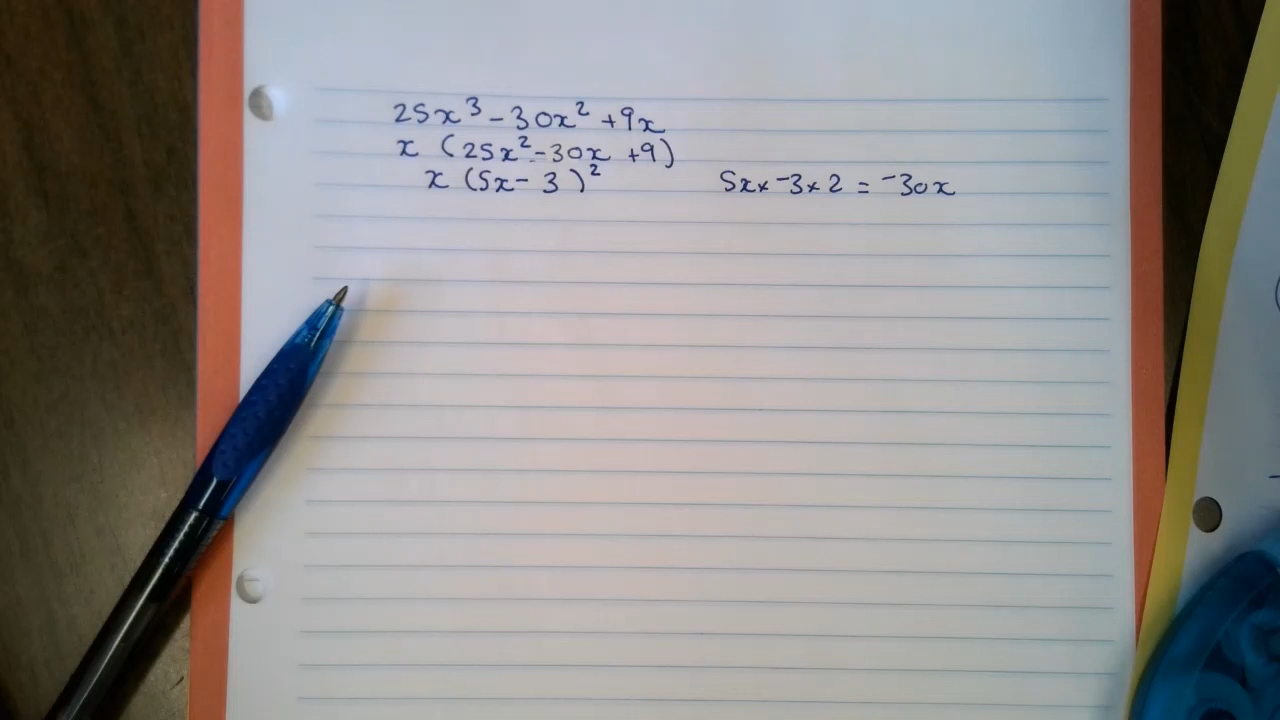 25x³ - 30x² + 9x
x (25x² - 30x + 9)
x (5x - 3)² 5x × ⁻3 × 2 = ⁻30x